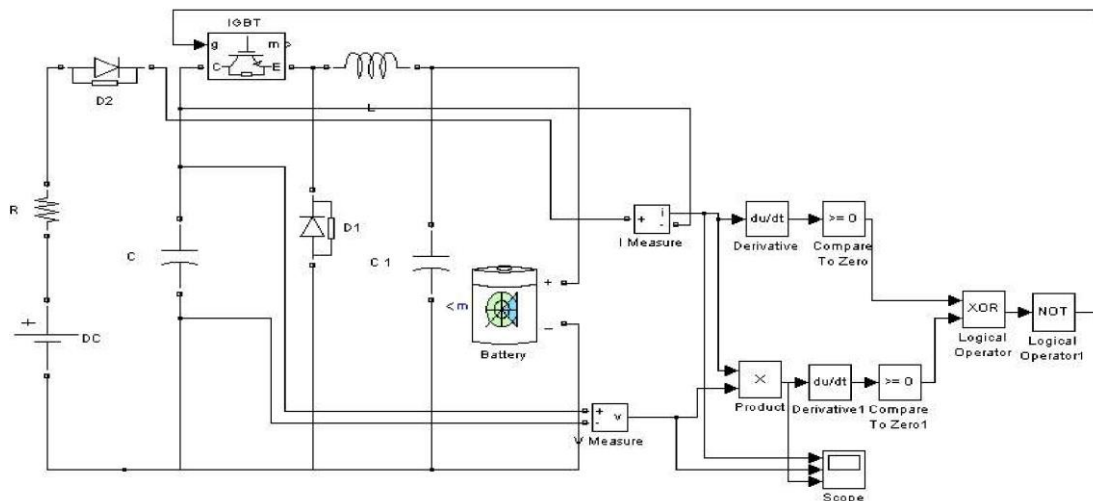 IGBT
g
m
C
E
D2
L
R
i
+
-
I Measure
du/dt
Derivative
>= 0
Compare
To Zero
D1
C
C 1
+
DC
< m
+
−
Battery
XOR
Logical
Operator
NOT
Logical
Operator1
X
Product
du/dt
Derivative1
>= 0
Compare
To Zero1
+
-
v
V Measure
Scope